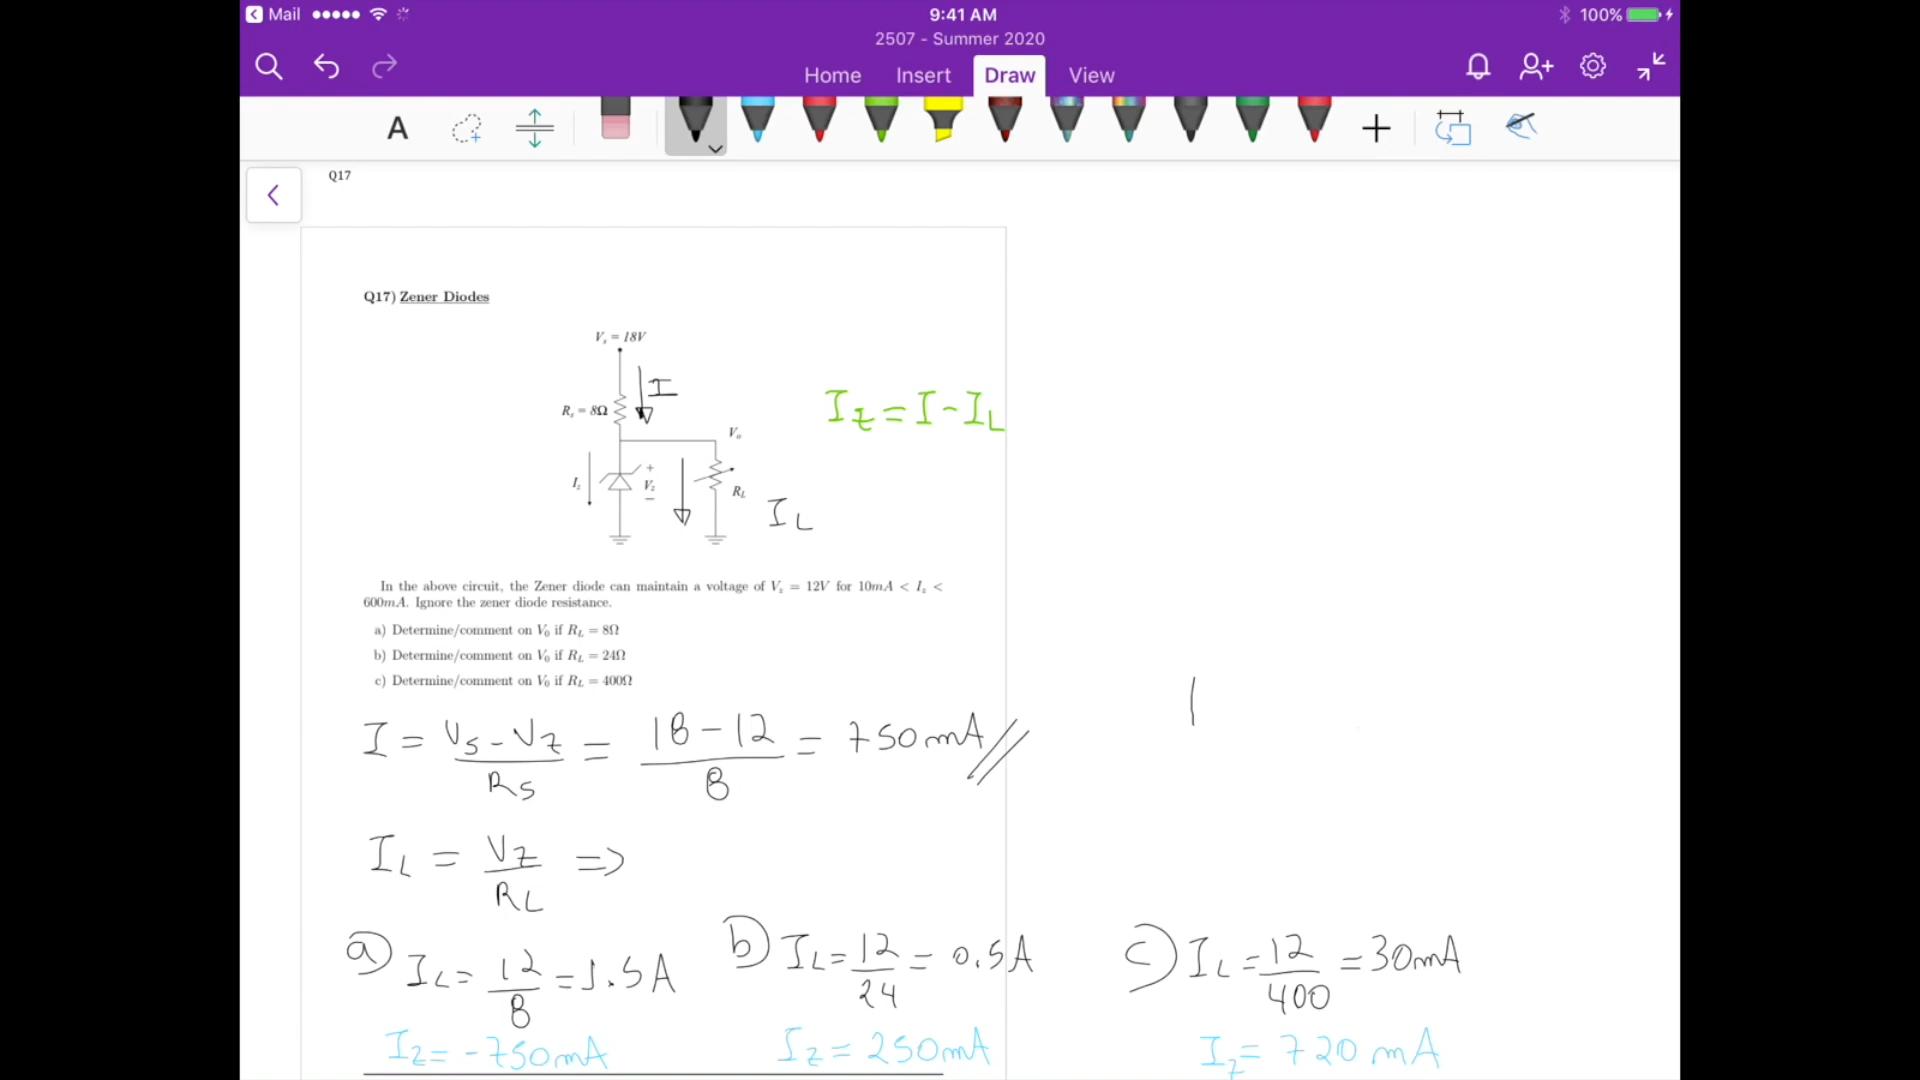 Mail
9:41 AM
100%
2507 - Summer 2020
Home Insert Draw View
A
Q17
Q17) Zener Diodes
Vs = 18V
I
Rs = 8Ω
Iz = I - IL
Vo
Iz
+
Vz
−
RL
IL
In the above circuit, the Zener diode can maintain a voltage of Vz = 12V for 10mA < Iz <
600mA. Ignore the zener diode resistance.
a) Determine/comment on V0 if RL = 8Ω
b) Determine/comment on V0 if RL = 24Ω
c) Determine/comment on V0 if RL = 400Ω
I = Vs - Vz / Rs = 18 - 12 / 8 = 750mA //
IL = Vz / RL =>
a) IL = 12 / 8 = 1.5A
b) IL = 12 / 24 = 0.5A
c) IL = 12 / 400 = 30mA
Iz = -750mA
Iz = 250mA
Iz = 720mA